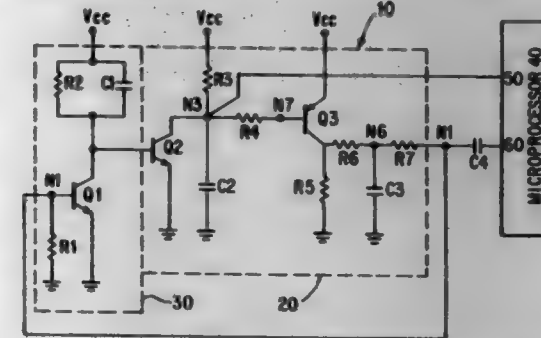 Vcc
Vcc
Vcc
10
R2
C1
R3
N3
N7
Q3
50
R4
Q2
N6
N1
R6
R7
60
C4
MICROPROCESSOR 40
N1
Q1
C2
R5
C3
R1
30
20